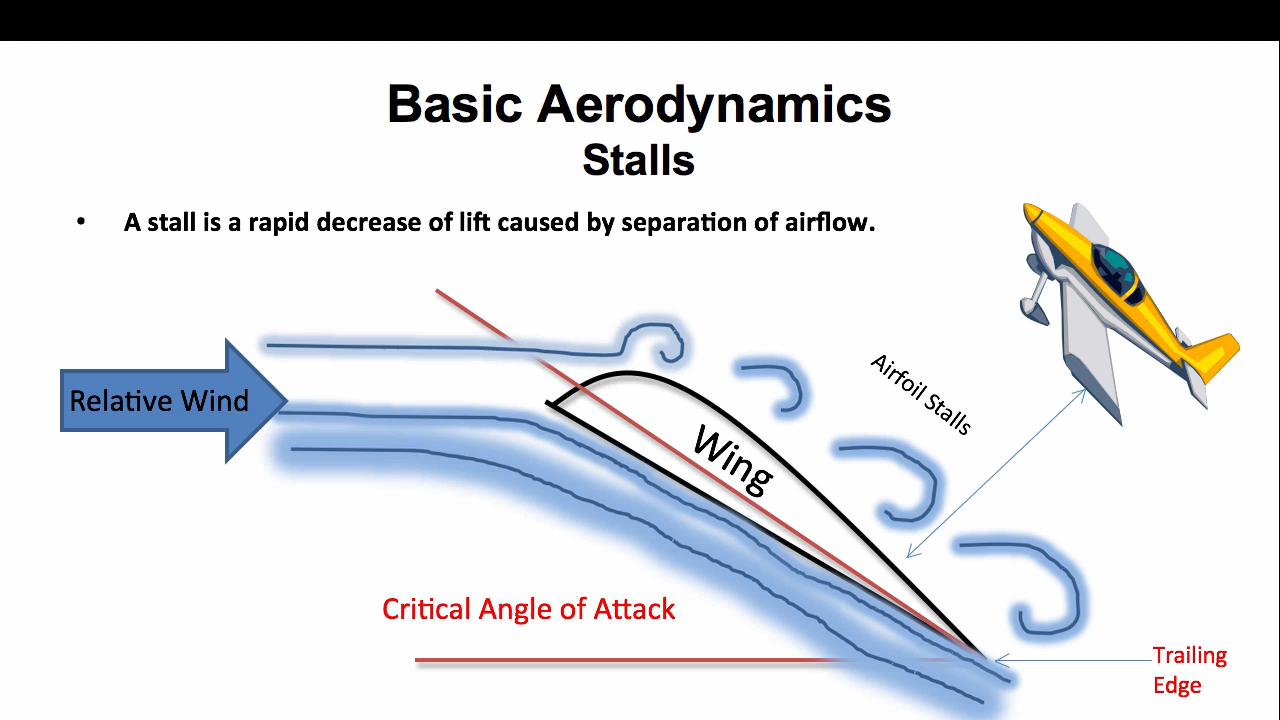 Basic Aerodynamics
Stalls
• A stall is a rapid decrease of lift caused by separation of airflow.
Relative Wind
Airfoil Stalls
Wing
Critical Angle of Attack
Trailing
Edge